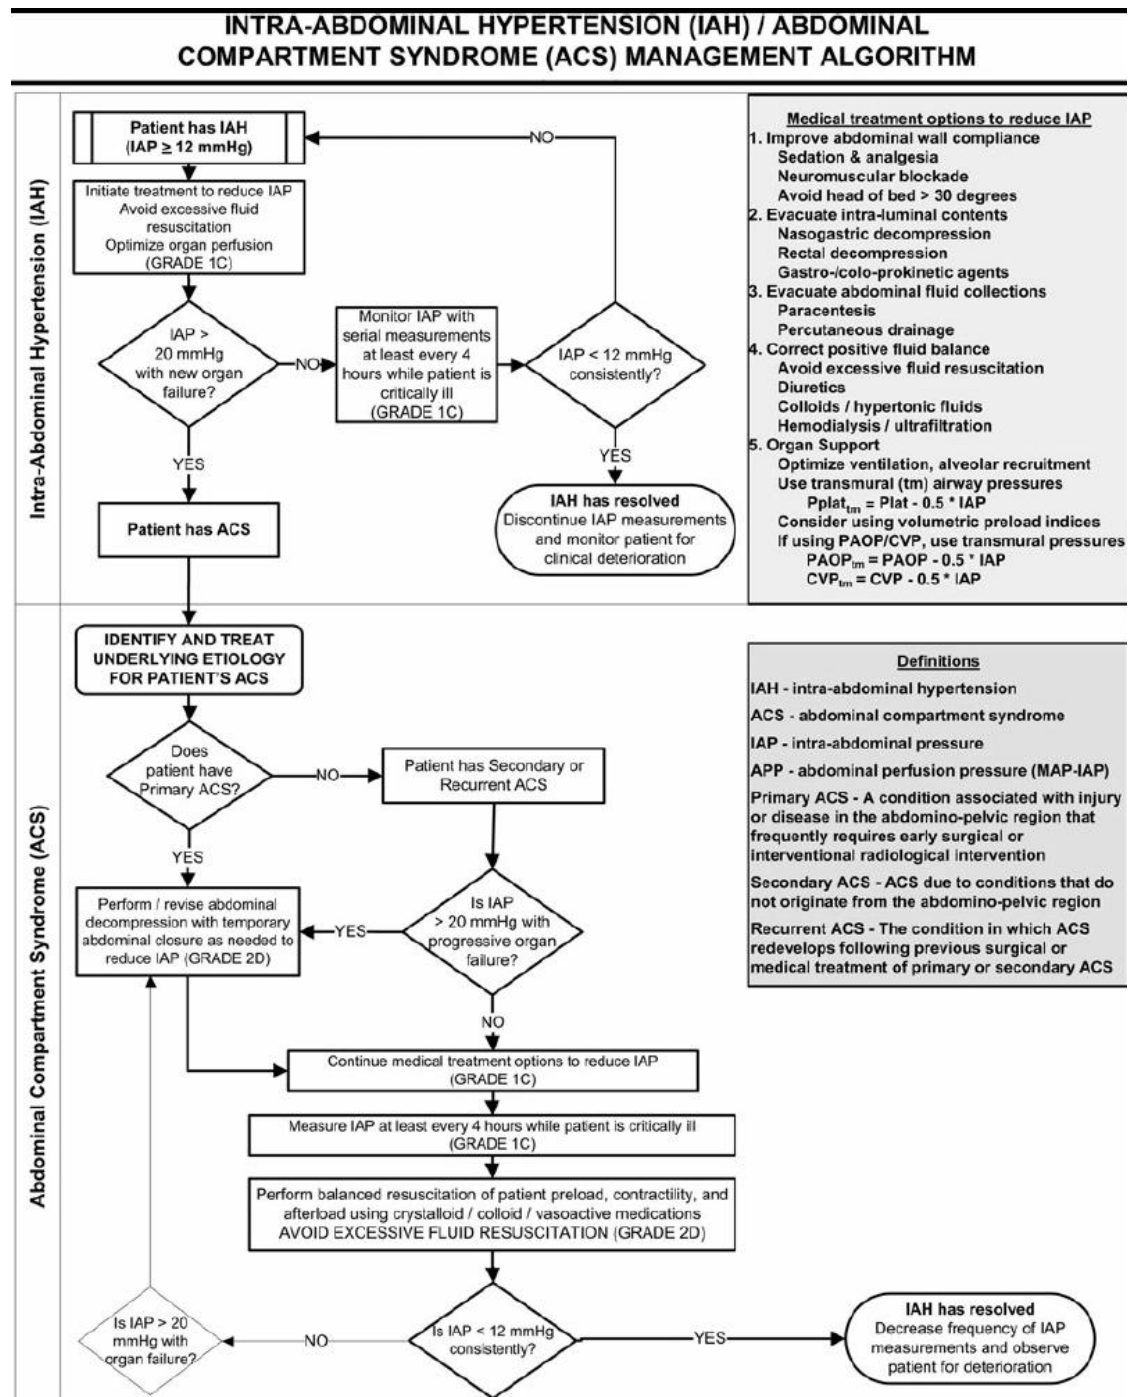 INTRA-ABDOMINAL HYPERTENSION (IAH) / ABDOMINAL
COMPARTMENT SYNDROME (ACS) MANAGEMENT ALGORITHM
Intra-Abdominal Hypertension (IAH)
Patient has IAH
(IAP ≥ 12 mmHg)
NO
Initiate treatment to reduce IAP
Avoid excessive fluid
resuscitation
Optimize organ perfusion
(GRADE 1C)
IAP >
20 mmHg
with new organ
failure?
NO
Monitor IAP with
serial measurements
at least every 4
hours while patient is
critically ill
(GRADE 1C)
IAP < 12 mmHg
consistently?
YES
YES
Patient has ACS
IAH has resolved
Discontinue IAP measurements
and monitor patient for
clinical deterioration
Medical treatment options to reduce IAP
1. Improve abdominal wall compliance
Sedation & analgesia
Neuromuscular blockade
Avoid head of bed > 30 degrees
2. Evacuate intra-luminal contents
Nasogastric decompression
Rectal decompression
Gastro-/colo-prokinetic agents
3. Evacuate abdominal fluid collections
Paracentesis
Percutaneous drainage
4. Correct positive fluid balance
Avoid excessive fluid resuscitation
Diuretics
Colloids / hypertonic fluids
Hemodialysis / ultrafiltration
5. Organ Support
Optimize ventilation, alveolar recruitment
Use transmural (tm) airway pressures
Pplattm = Plat - 0.5 * IAP
Consider using volumetric preload indices
If using PAOP/CVP, use transmural pressures
PAOPtm = PAOP - 0.5 * IAP
CVPtm = CVP - 0.5 * IAP
Abdominal Compartment Syndrome (ACS)
IDENTIFY AND TREAT
UNDERLYING ETIOLOGY
FOR PATIENT'S ACS
Does
patient have
Primary ACS?
NO
Patient has Secondary or
Recurrent ACS
YES
Perform / revise abdominal
decompression with temporary
abdominal closure as needed to
reduce IAP (GRADE 2D)
YES
Is IAP
> 20 mmHg with
progressive organ
failure?
NO
Continue medical treatment options to reduce IAP
(GRADE 1C)
Measure IAP at least every 4 hours while patient is critically ill
(GRADE 1C)
Perform balanced resuscitation of patient preload, contractility, and
afterload using crystalloid / colloid / vasoactive medications
AVOID EXCESSIVE FLUID RESUSCITATION (GRADE 2D)
Is IAP > 20
mmHg with
organ failure?
NO
Is IAP < 12 mmHg
consistently?
YES
IAH has resolved
Decrease frequency of IAP
measurements and observe
patient for deterioration
Definitions
IAH - intra-abdominal hypertension
ACS - abdominal compartment syndrome
IAP - intra-abdominal pressure
APP - abdominal perfusion pressure (MAP-IAP)
Primary ACS - A condition associated with injury
or disease in the abdomino-pelvic region that
frequently requires early surgical or
interventional radiological intervention
Secondary ACS - ACS due to conditions that do
not originate from the abdomino-pelvic region
Recurrent ACS - The condition in which ACS
redevelops following previous surgical or
medical treatment of primary or secondary ACS